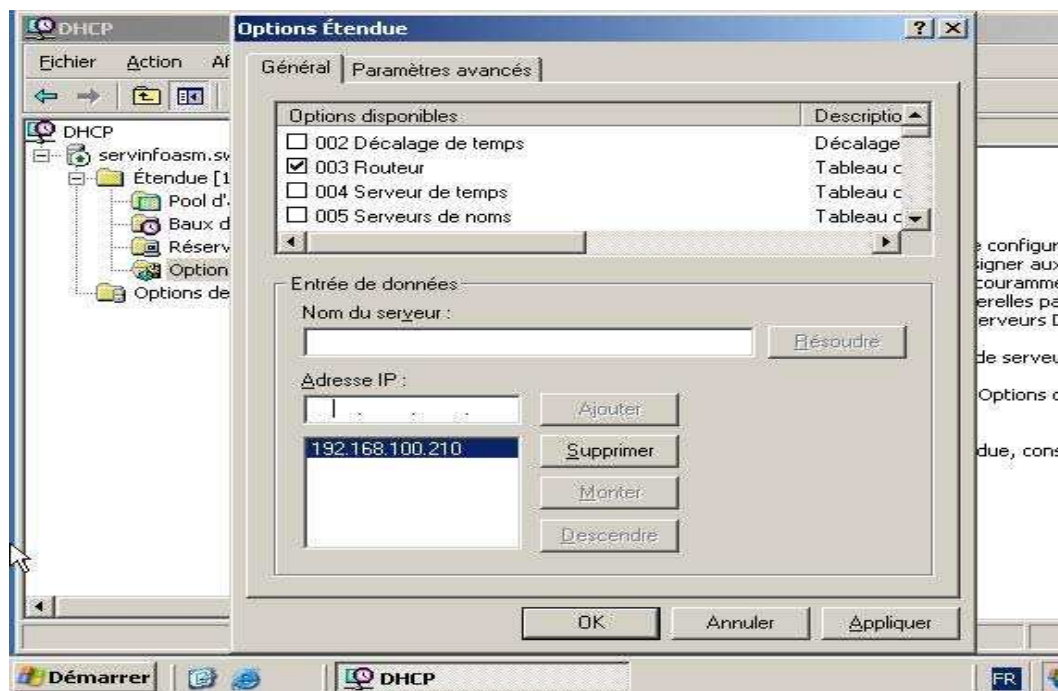 DHCP
Options Étendue
Fichier Action Af
Général
Paramètres avancés
Options disponibles
Descriptio
002 Décalage de temps
Décalage
003 Routeur
Tableau c
004 Serveur de temps
Tableau c
005 Serveurs de noms
Tableau c
DHCP
servinfoasm.sw
Étendue [1
Pool d'
Baux d
Réserv
Option
Options de
Entrée de données
Nom du serveur :
Résoudre
Adresse IP :
Ajouter
192.168.100.210
Supprimer
Monter
Descendre
OK
Annuler
Appliquer
e configur
igner aux
couramme
erelles pa
erveurs D
de serveu
Options d
due, cons
Démarrer
DHCP
FR